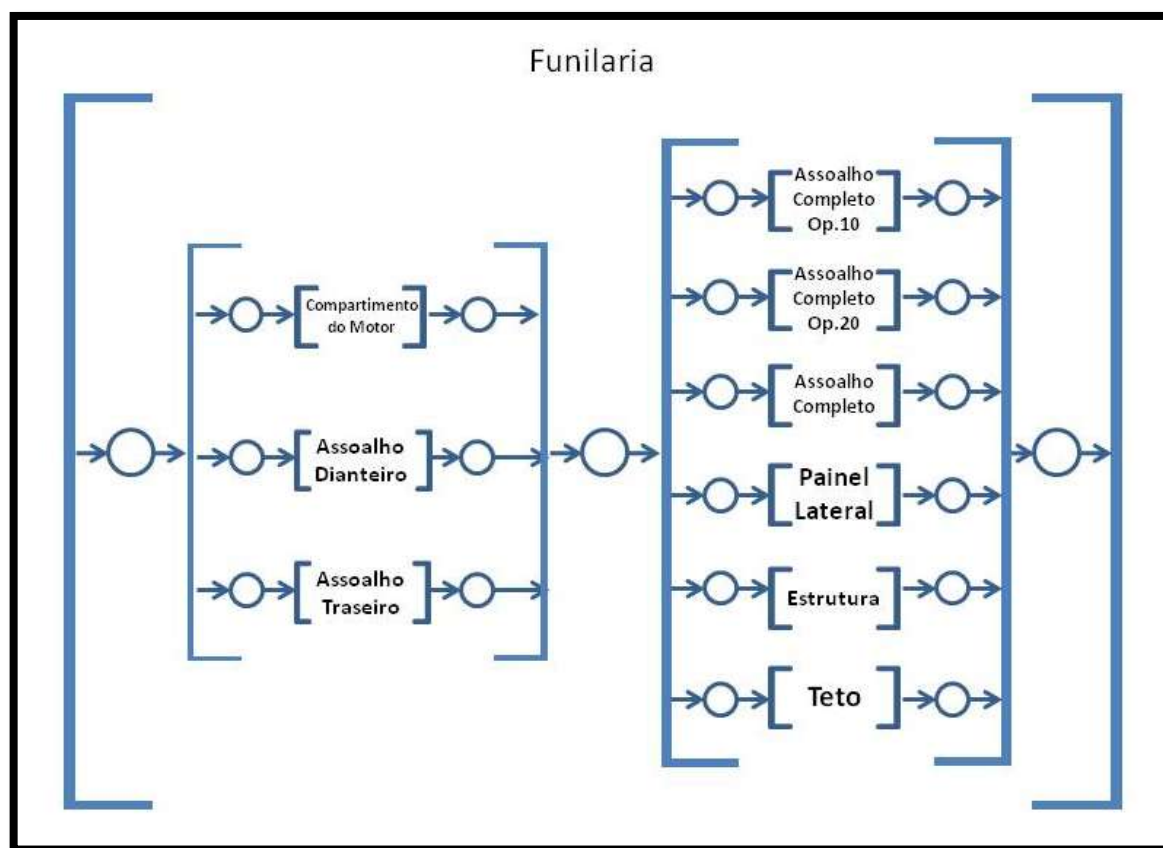 Funilaria
Compartimento
do Motor
Assoalho
Dianteiro
Assoalho
Traseiro
Assoalho
Completo
Op.10
Assoalho
Completo
Op.20
Assoalho
Completo
Painel
Lateral
Estrutura
Teto